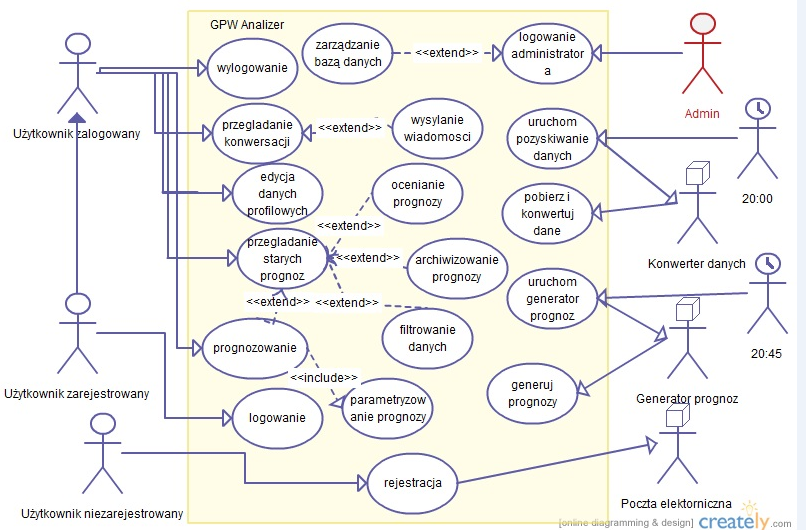 GPW Analizer
zarządzanie
bazą danych
<<extend>>
logowanie
administrator
a
Admin
wylogowanie
Użytkownik zalogowany
przegladanie
konwersacji
<<extend>>
wysylanie
wiadomosci
uruchom
pozyskiwanie
danych
20:00
edycja
danych
profilowych
ocenianie
prognozy
pobierz i
konwertuj
dane
Konwerter danych
<<extend>>
przegladanie
starych
prognoz
<<extend>>
archiwizowanie
prognozy
uruchom
generator
prognoz
20:45
<<extend>>
<<extend>>
filtrowanie
danych
prognozowanie
<<include>>
Użytkownik zarejestrowany
parametryzow
anie prognozy
generuj
prognozy
Generator prognoz
logowanie
Użytkownik niezarejestrowany
rejestracja
Poczta elektorniczna
[online diagramming & design] creately.com